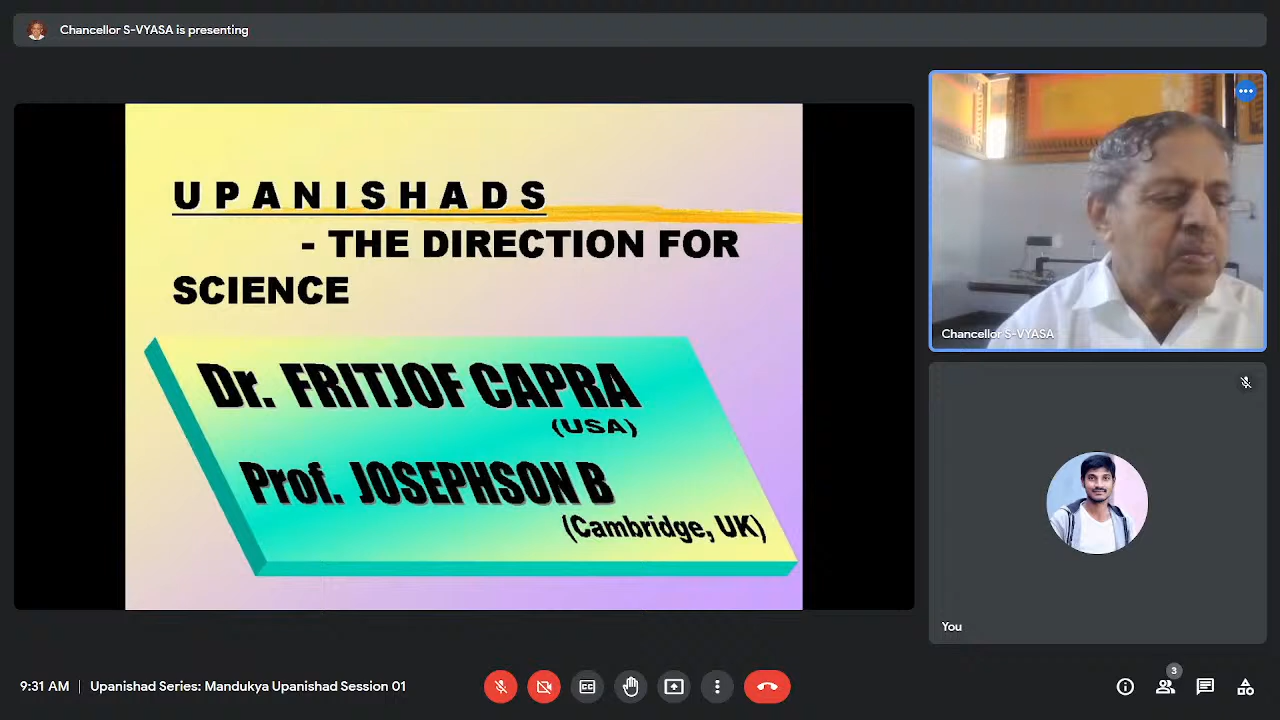 Chancellor S-VYASA is presenting
UPANISHADS
- THE DIRECTION FOR
SCIENCE
Dr. FRITJOF CAPRA
(USA)
Prof. JOSEPHSON B
(Cambridge, UK)
Chancellor S-VYASA
You
9:31 AM | Upanishad Series: Mandukya Upanishad Session 01
3